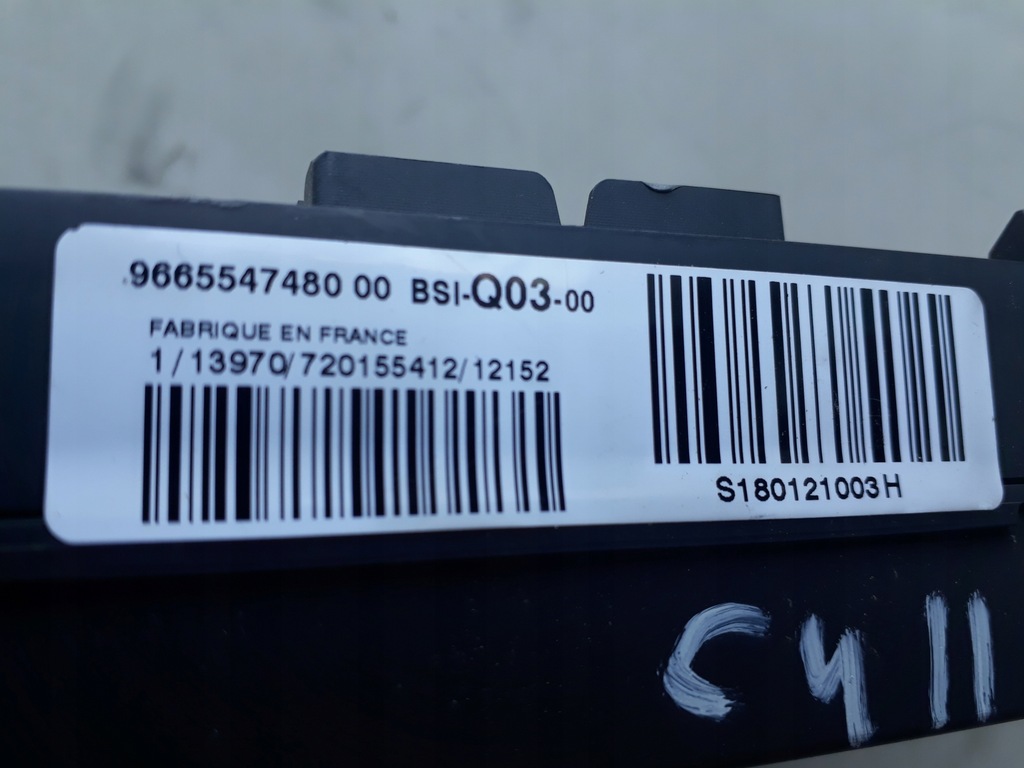 9665547480 00 BSI-Q03-00
FABRIQUE EN FRANCE
1/13970/720155412/12152
S180121003H
C4 II